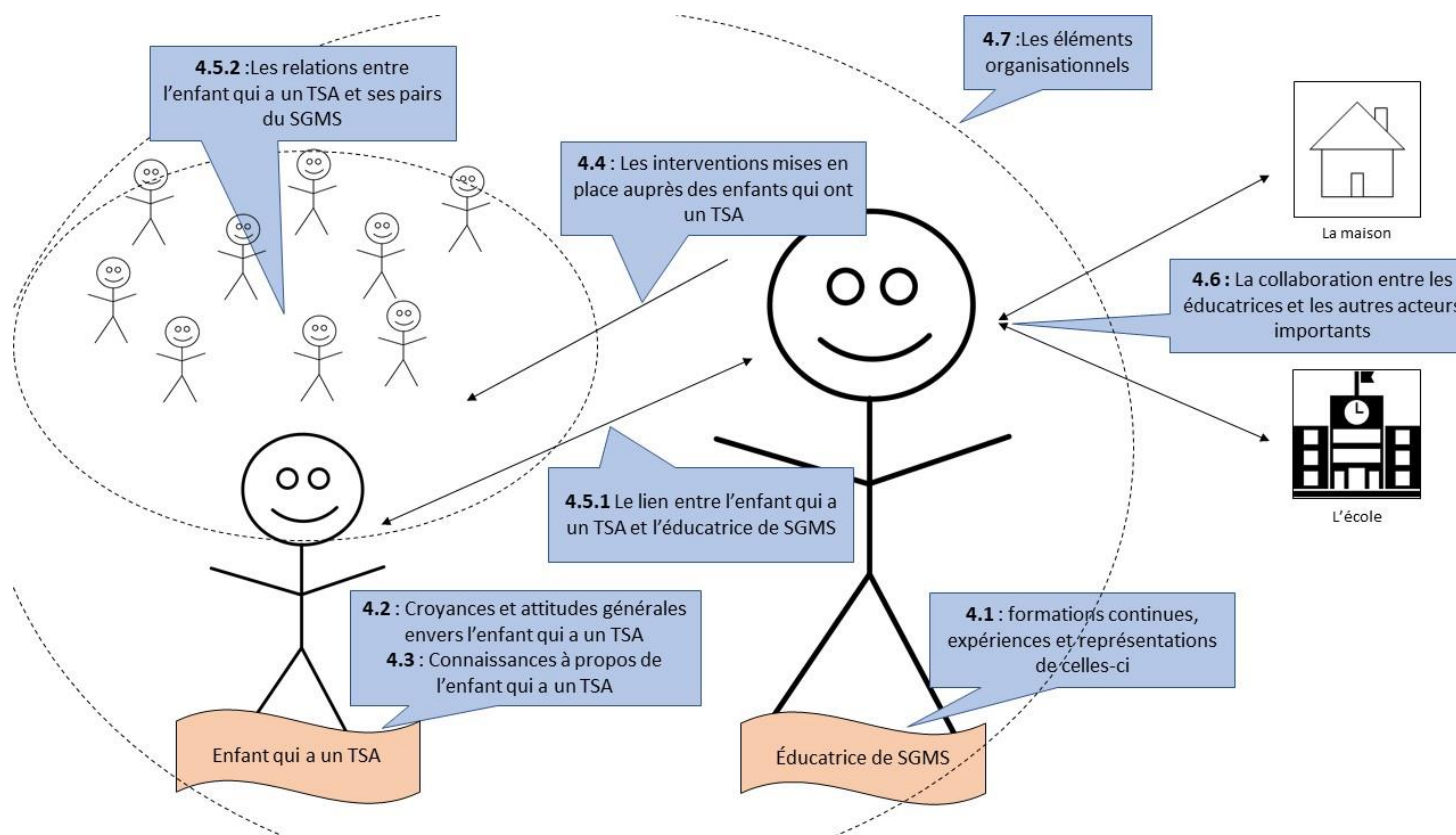 4.7 :Les éléments
organisationnels
4.5.2 :Les relations entre
l'enfant qui a un TSA et ses pairs
du SGMS
4.4 : Les interventions mises en
place auprès des enfants qui ont
un TSA
La maison
4.6 : La collaboration entre les
éducatrices et les autres acteurs
importants
4.5.1 Le lien entre l'enfant qui a
un TSA et l'éducatrice de SGMS
L'école
4.2 : Croyances et attitudes générales
envers l'enfant qui a un TSA
4.3 : Connaissances à propos de
l'enfant qui a un TSA
4.1 : formations continues,
expériences et représentations
de celles-ci
Enfant qui a un TSA
Éducatrice de SGMS